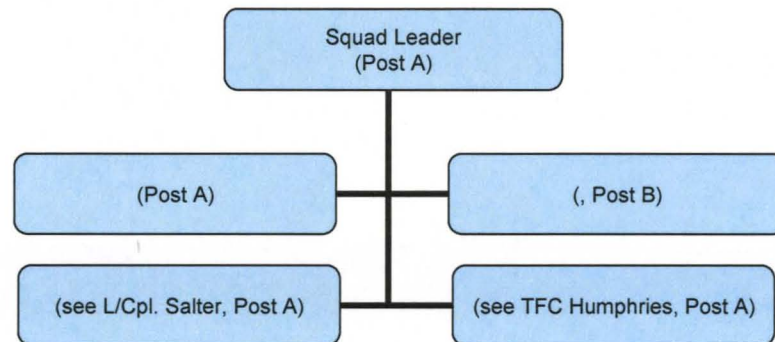 Squad Leader
(Post A)
(Post A)
(, Post B)
(see L/Cpl. Salter, Post A)
(see TFC Humphries, Post A)